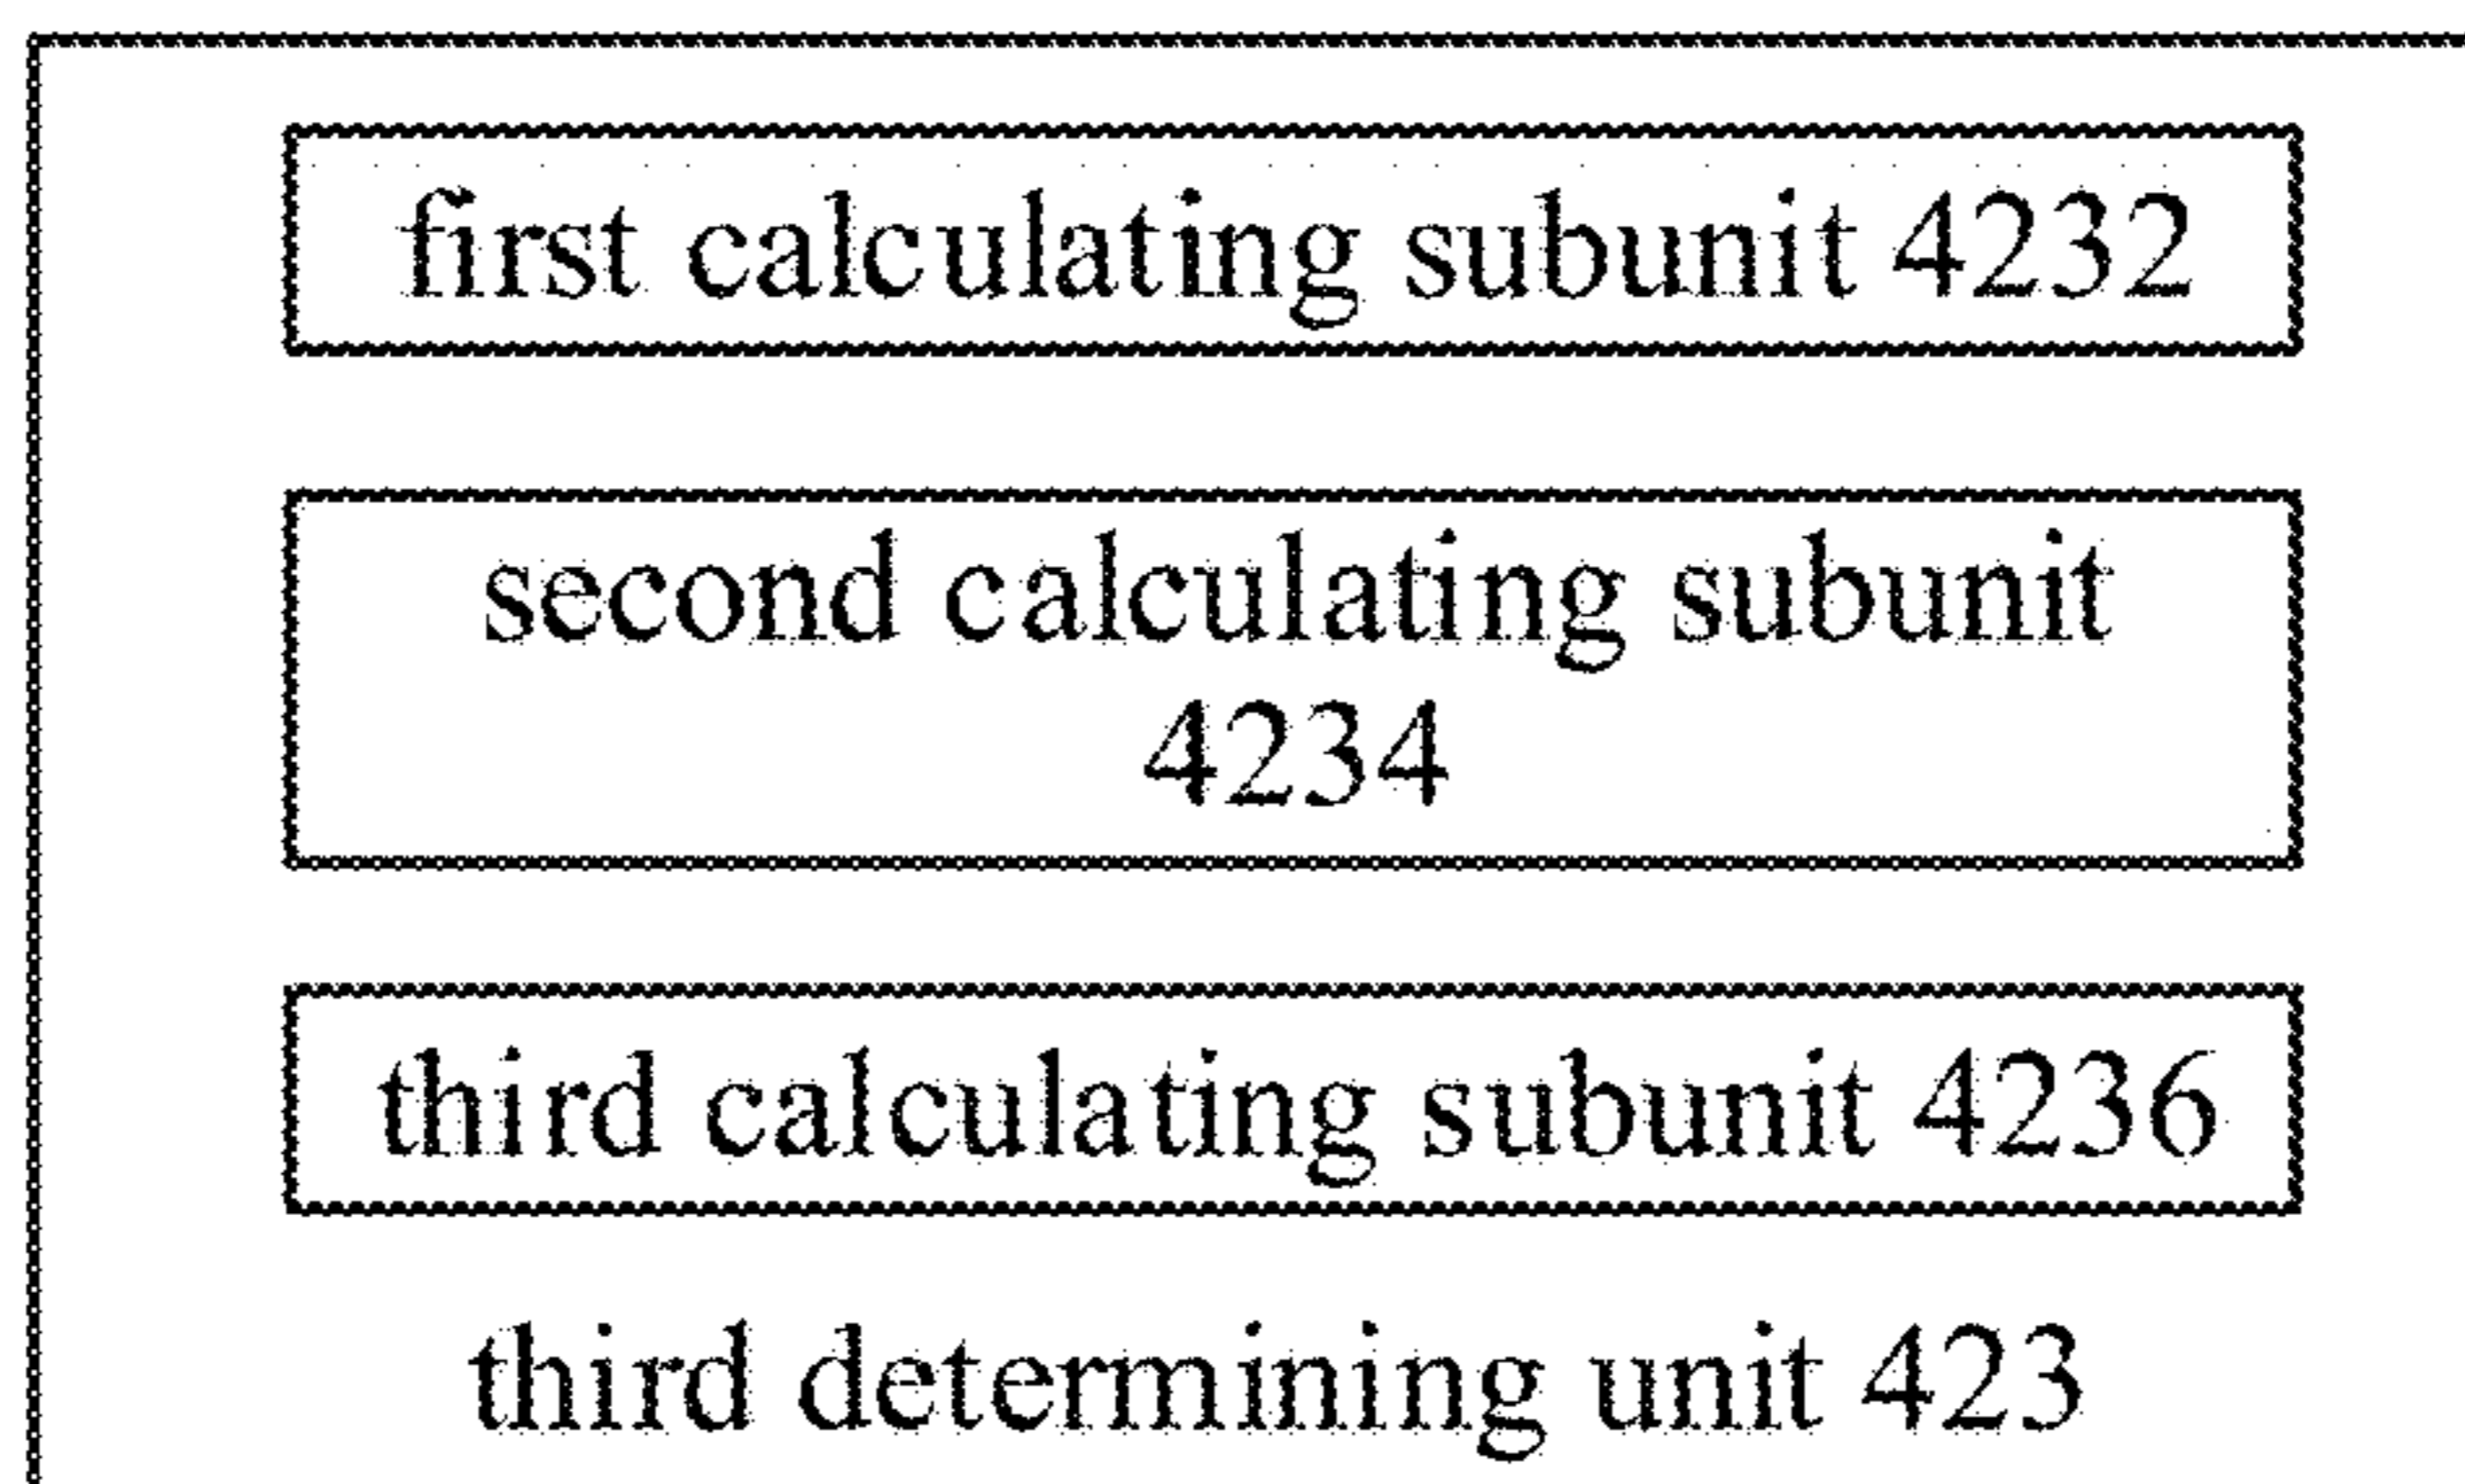 first calculating subunit 4232
second calculating subunit
4234
third calculating subunit 4236
third determining unit 423